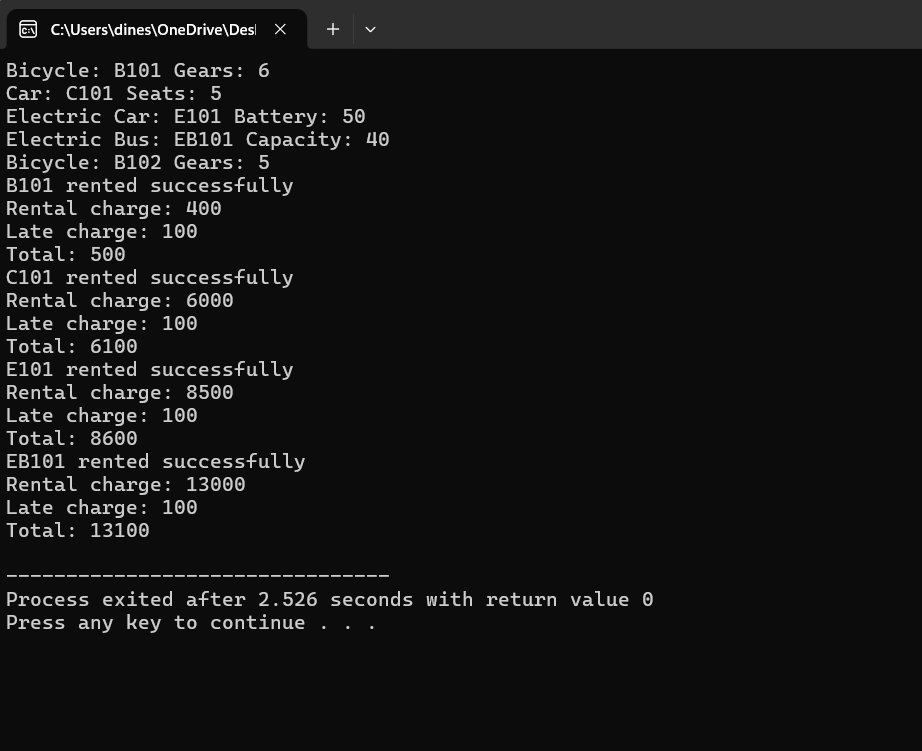 C:\Users\dines\OneDrive\Des
Bicycle: B101 Gears: 6
Car: C101 Seats: 5
Electric Car: E101 Battery: 50
Electric Bus: EB101 Capacity: 40
Bicycle: B102 Gears: 5
B101 rented successfully
Rental charge: 400
Late charge: 100
Total: 500
C101 rented successfully
Rental charge: 6000
Late charge: 100
Total: 6100
E101 rented successfully
Rental charge: 8500
Late charge: 100
Total: 8600
EB101 rented successfully
Rental charge: 13000
Late charge: 100
Total: 13100
--------------------------------
Process exited after 2.526 seconds with return value 0
Press any key to continue . . .